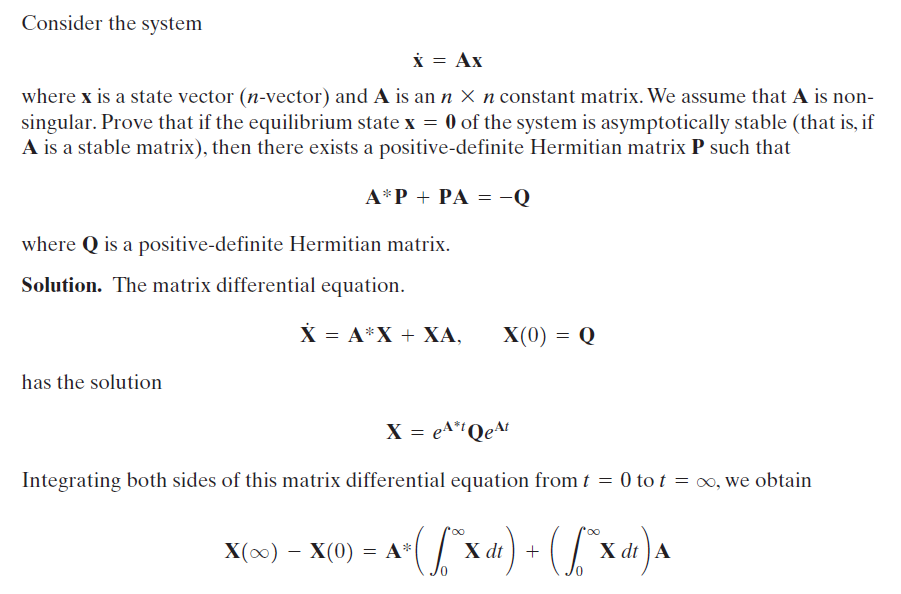 Consider the system
ẋ = Ax
where x is a state vector (n-vector) and A is an n × n constant matrix. We assume that A is non-
singular. Prove that if the equilibrium state x = 0 of the system is asymptotically stable (that is, if
A is a stable matrix), then there exists a positive-definite Hermitian matrix P such that
A*P + PA = −Q
where Q is a positive-definite Hermitian matrix.
Solution. The matrix differential equation.
Ẋ = A*X + XA, X(0) = Q
has the solution
X = e^{A*t}Qe^{At}
Integrating both sides of this matrix differential equation from t = 0 to t = ∞, we obtain
X(∞) − X(0) = A*(∫₀^∞ X dt) + (∫₀^∞ X dt)A